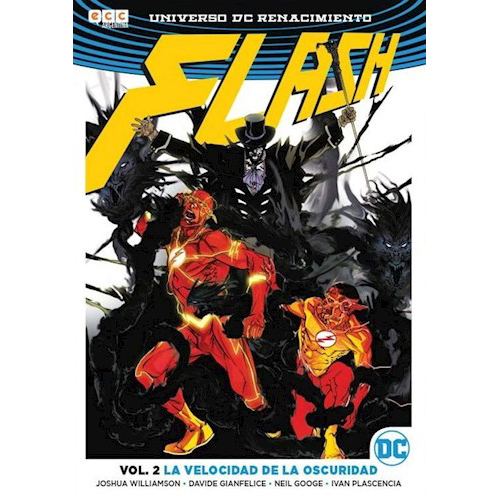 ecc
ARGENTINA
UNIVERSO DC RENACIMIENTO
FLASH
DC
VOL. 2 LA VELOCIDAD DE LA OSCURIDAD
JOSHUA WILLIAMSON • DAVIDE GIANFELICE • NEIL GOOGE • IVAN PLASCENCIA